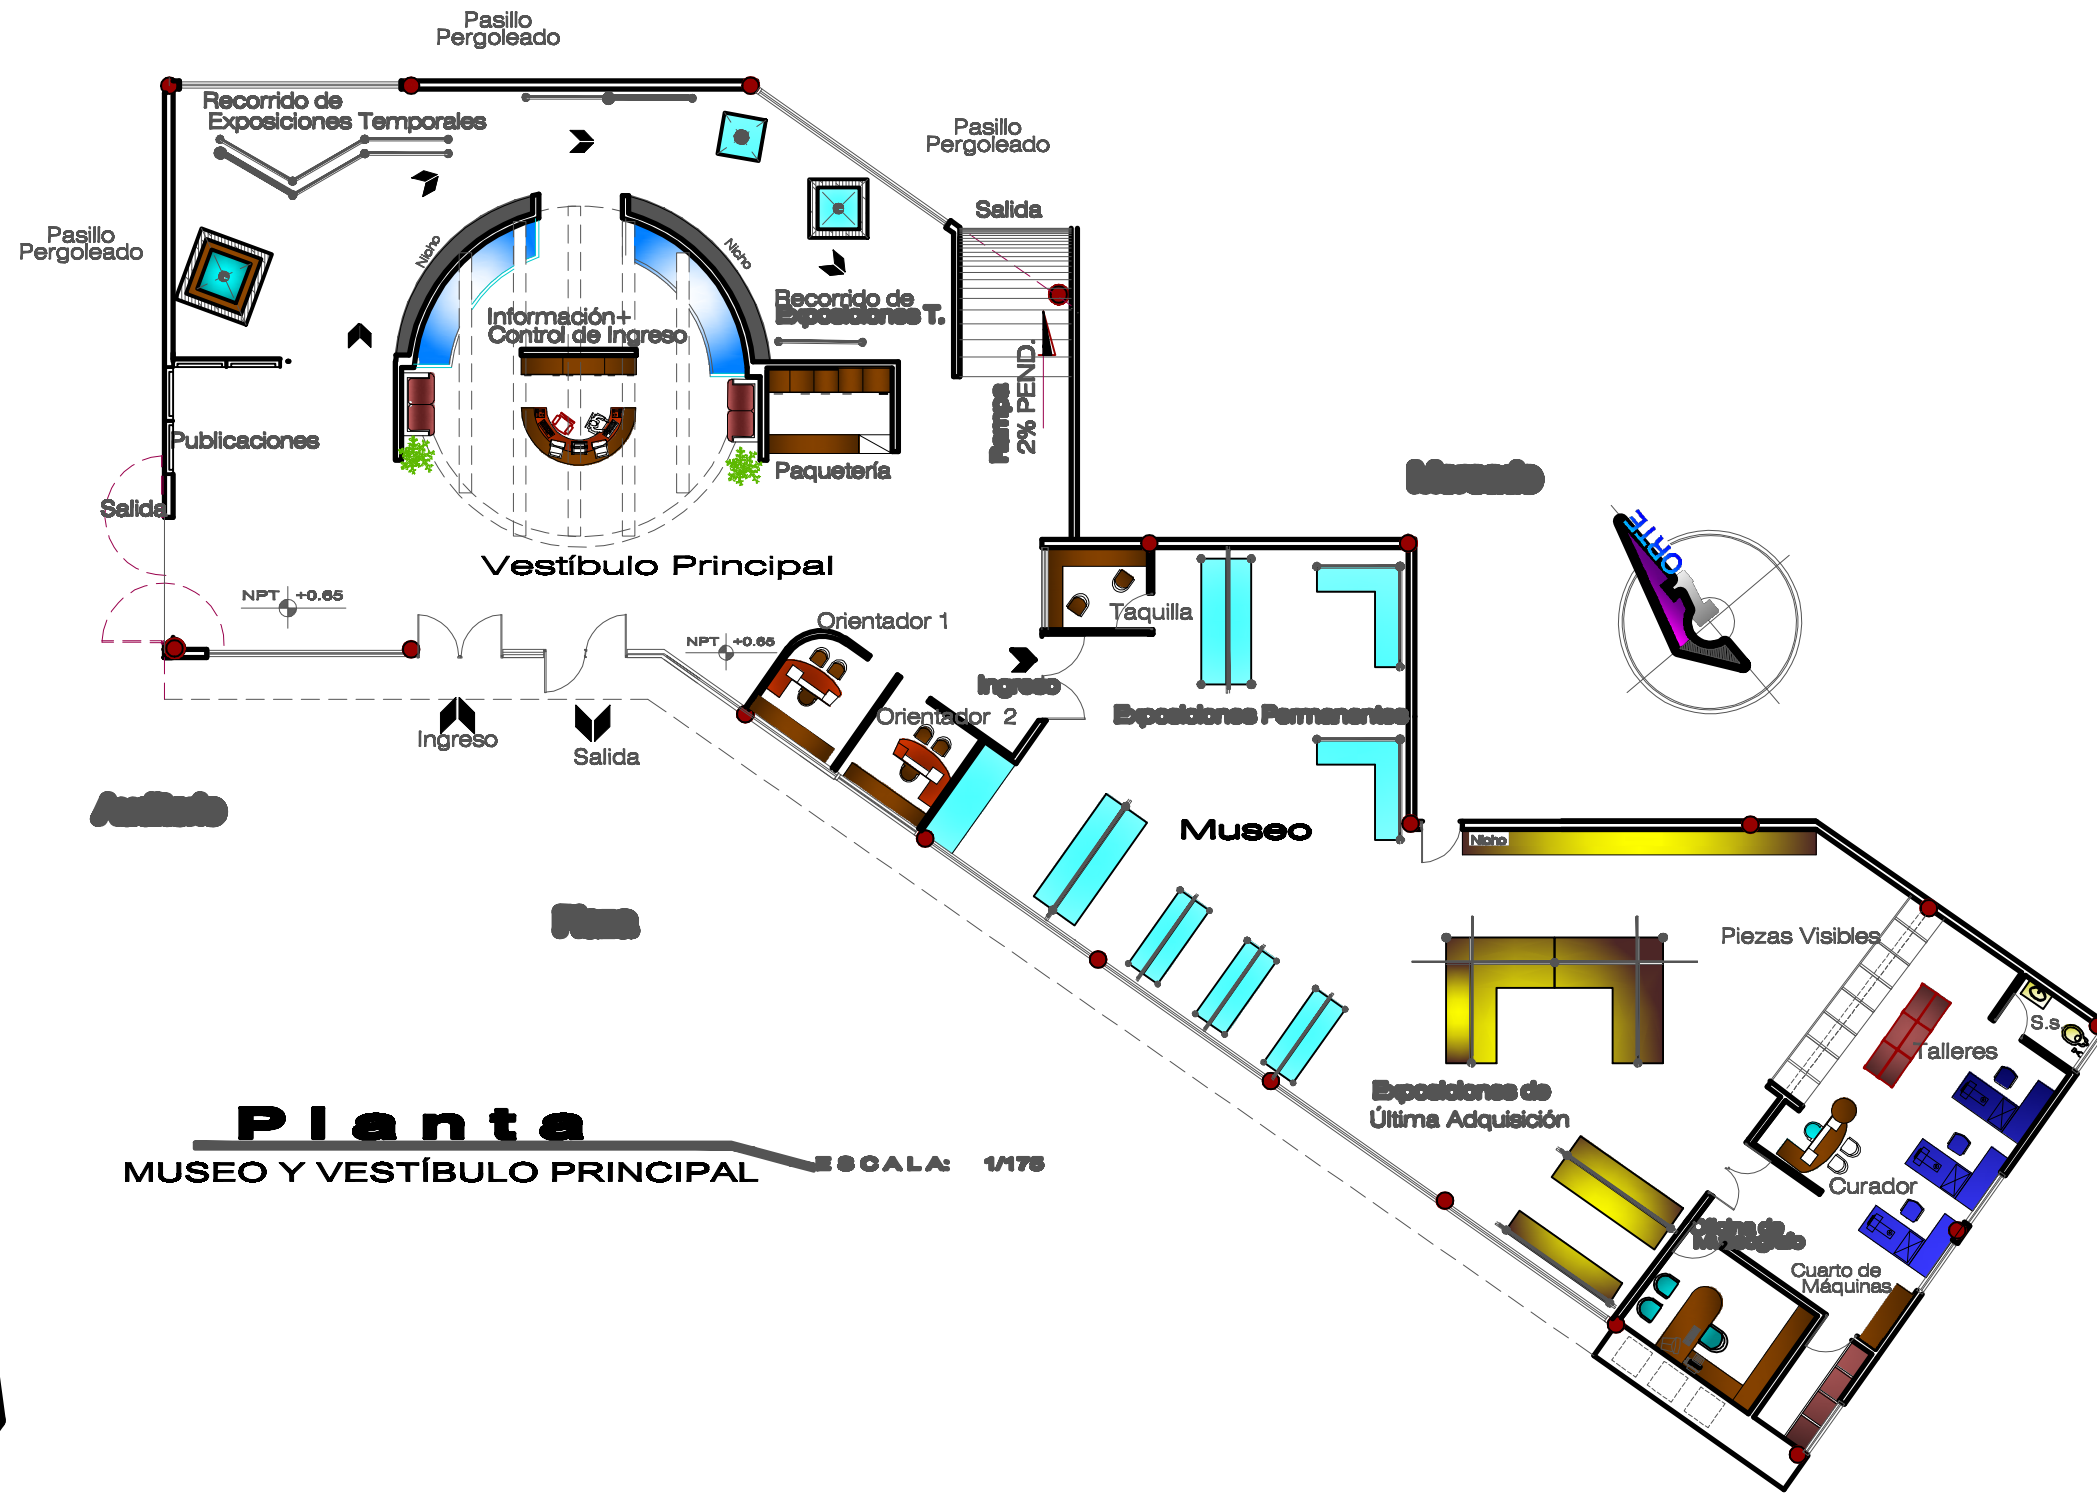 Pasillo
Pergoleado
Recorrido de
Exposiciones Temporales
Pasillo
Pergoleado
Pasillo
Pergoleado
Salida
Nicho
Nicho
Información+
Control de Ingreso
Recorrido de
Exposiciones T.
Rampa
2% PEND.
Publicaciones
Paquetería
Salida
Vestíbulo Principal
NPT +0.65
NPT +0.65
Orientador 1
Taquilla
Ingreso
Orientador 2
Exposiciones Permanentes
Ingreso
Salida
ORTE
Museo
Nicho
Piezas Visibles
S.s.
Talleres
Exposiciones de
Última Adquisición
Curador
Oficina de
Cuarto de
Máquinas
Planta
MUSEO Y VESTÍBULO PRINCIPAL
ESCALA: 1/175